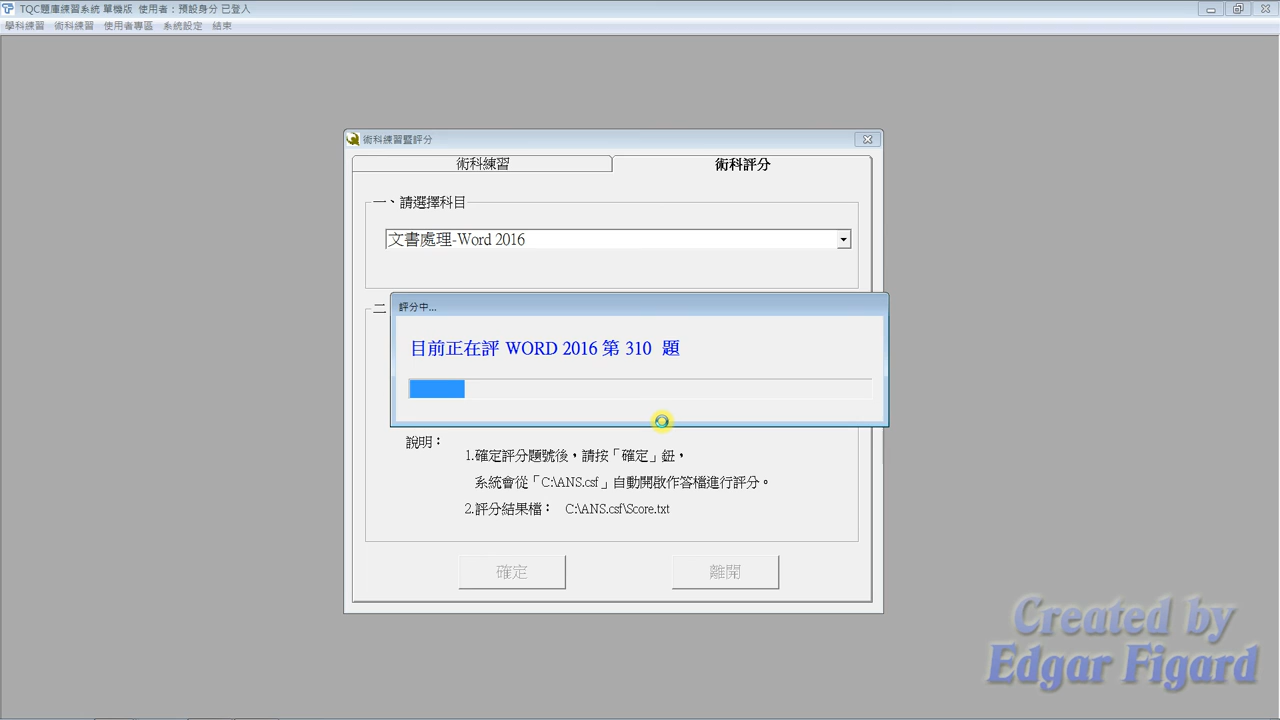 TQC題庫練習系統 單機版 使用者：預設身分 已登入
學科練習 術科練習 使用者專區 系統設定 結束
術科練習暨評分
術科練習 術科評分
一、請選擇科目
文書處理-Word 2016
二
評分中...
目前正在評 WORD 2016 第 310 題
說明：
1.確定評分題號後，請按「確定」鈕，
系統會從「C:\ANS.csf」自動開啟作答檔進行評分。
2.評分結果檔： C:\ANS.csf\Score.txt
確定 離開
Created by
Edgar Figard